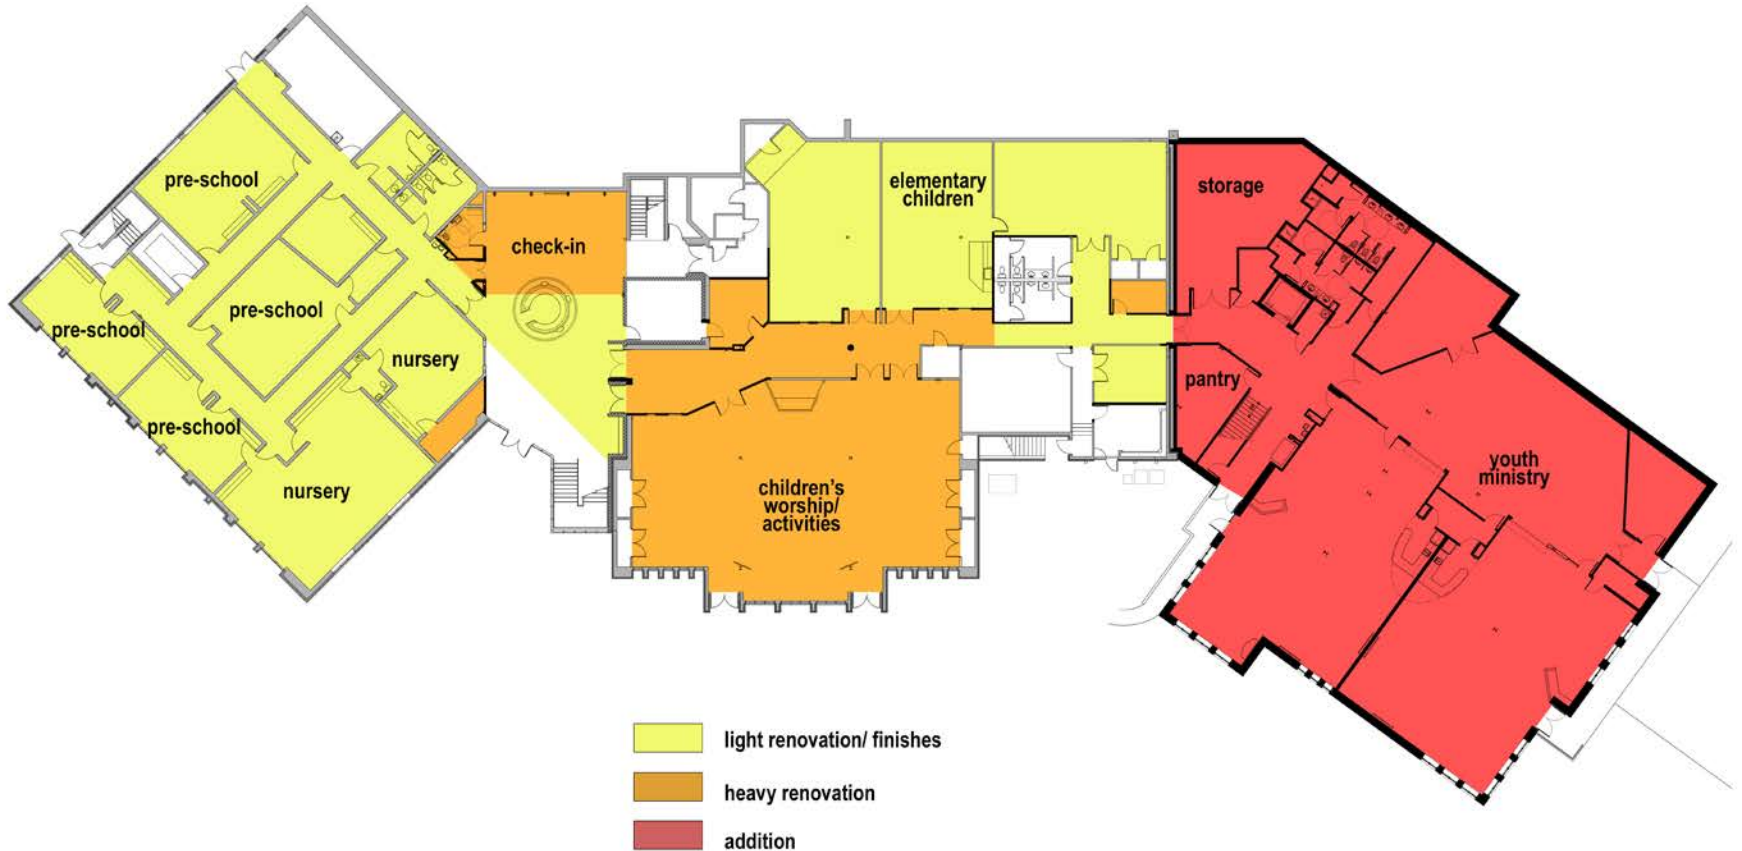 pre-school
check-in
elementary
children
storage
pre-school
pre-school
nursery
pantry
pre-school
nursery
children's
worship/
activities
youth
ministry
light renovation/ finishes
heavy renovation
addition